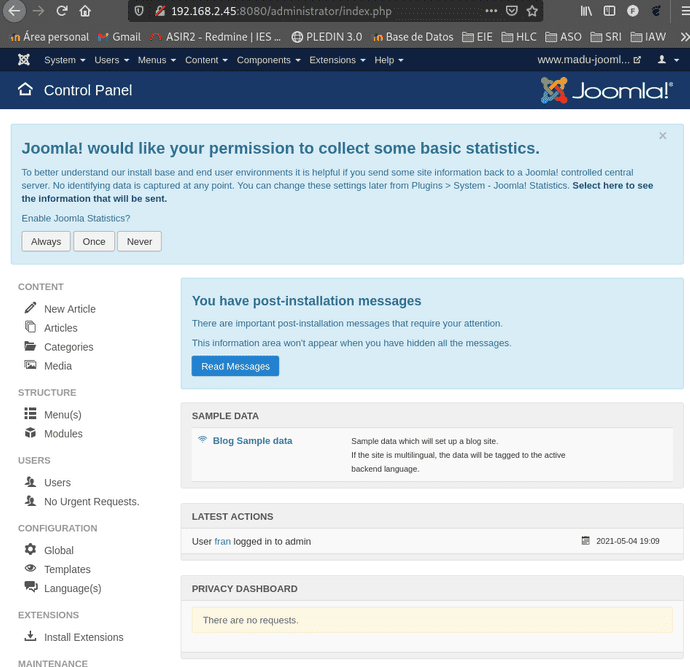 192.168.2.45:8080/administrator/index.php
Área personal Gmail ASIR2 - Redmine | IES ... PLEDIN 3.0 Base de Datos EIE HLC ASO SRI IAW
System Users Menus Content Components Extensions Help www.madu-jooml...
Control Panel Joomla!
Joomla! would like your permission to collect some basic statistics.
To better understand our install base and end user environments it is helpful if you send some site information back to a Joomla! controlled central
server. No identifying data is captured at any point. You can change these settings later from Plugins > System - Joomla! Statistics. Select here to see
the information that will be sent.
Enable Joomla Statistics?
Always Once Never
CONTENT
New Article
Articles
Categories
Media
STRUCTURE
Menu(s)
Modules
USERS
Users
No Urgent Requests.
CONFIGURATION
Global
Templates
Language(s)
EXTENSIONS
Install Extensions
MAINTENANCE
You have post-installation messages
There are important post-installation messages that require your attention.
This information area won't appear when you have hidden all the messages.
Read Messages
SAMPLE DATA
Blog Sample data
Sample data which will set up a blog site.
If the site is multilingual, the data will be tagged to the active
backend language.
LATEST ACTIONS
User fran logged in to admin 2021-05-04 19:09
PRIVACY DASHBOARD
There are no requests.